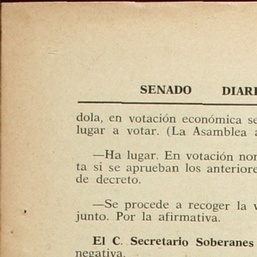 SENADO DIARI
dola, en votación económica se
lugar a votar. (La Asamblea
—Ha lugar. En votación nom
ta si se aprueban los anteriore
de decreto.
—Se procede a recoger la v
junto. Por la afirmativa.
El C. Secretario Soberanes
negativa.